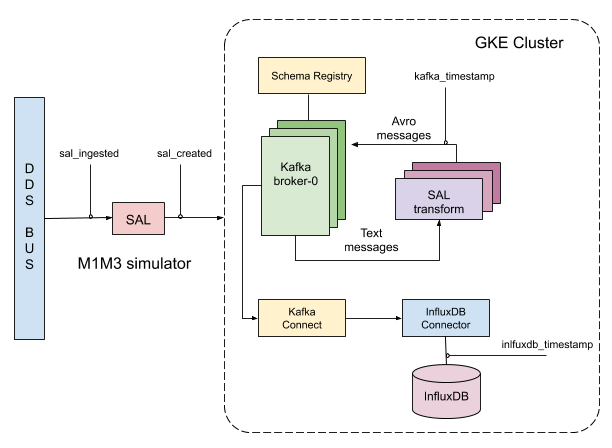 GKE Cluster
Schema Registry
kafka_timestamp
Avro
messages
sal_ingested
sal_created
DDS BUS
Kafka
broker-0
SAL
transform
SAL
Text
messages
M1M3 simulator
Kafka
Connect
InfluxDB
Connector
inlfuxdb_timestamp
InfluxDB